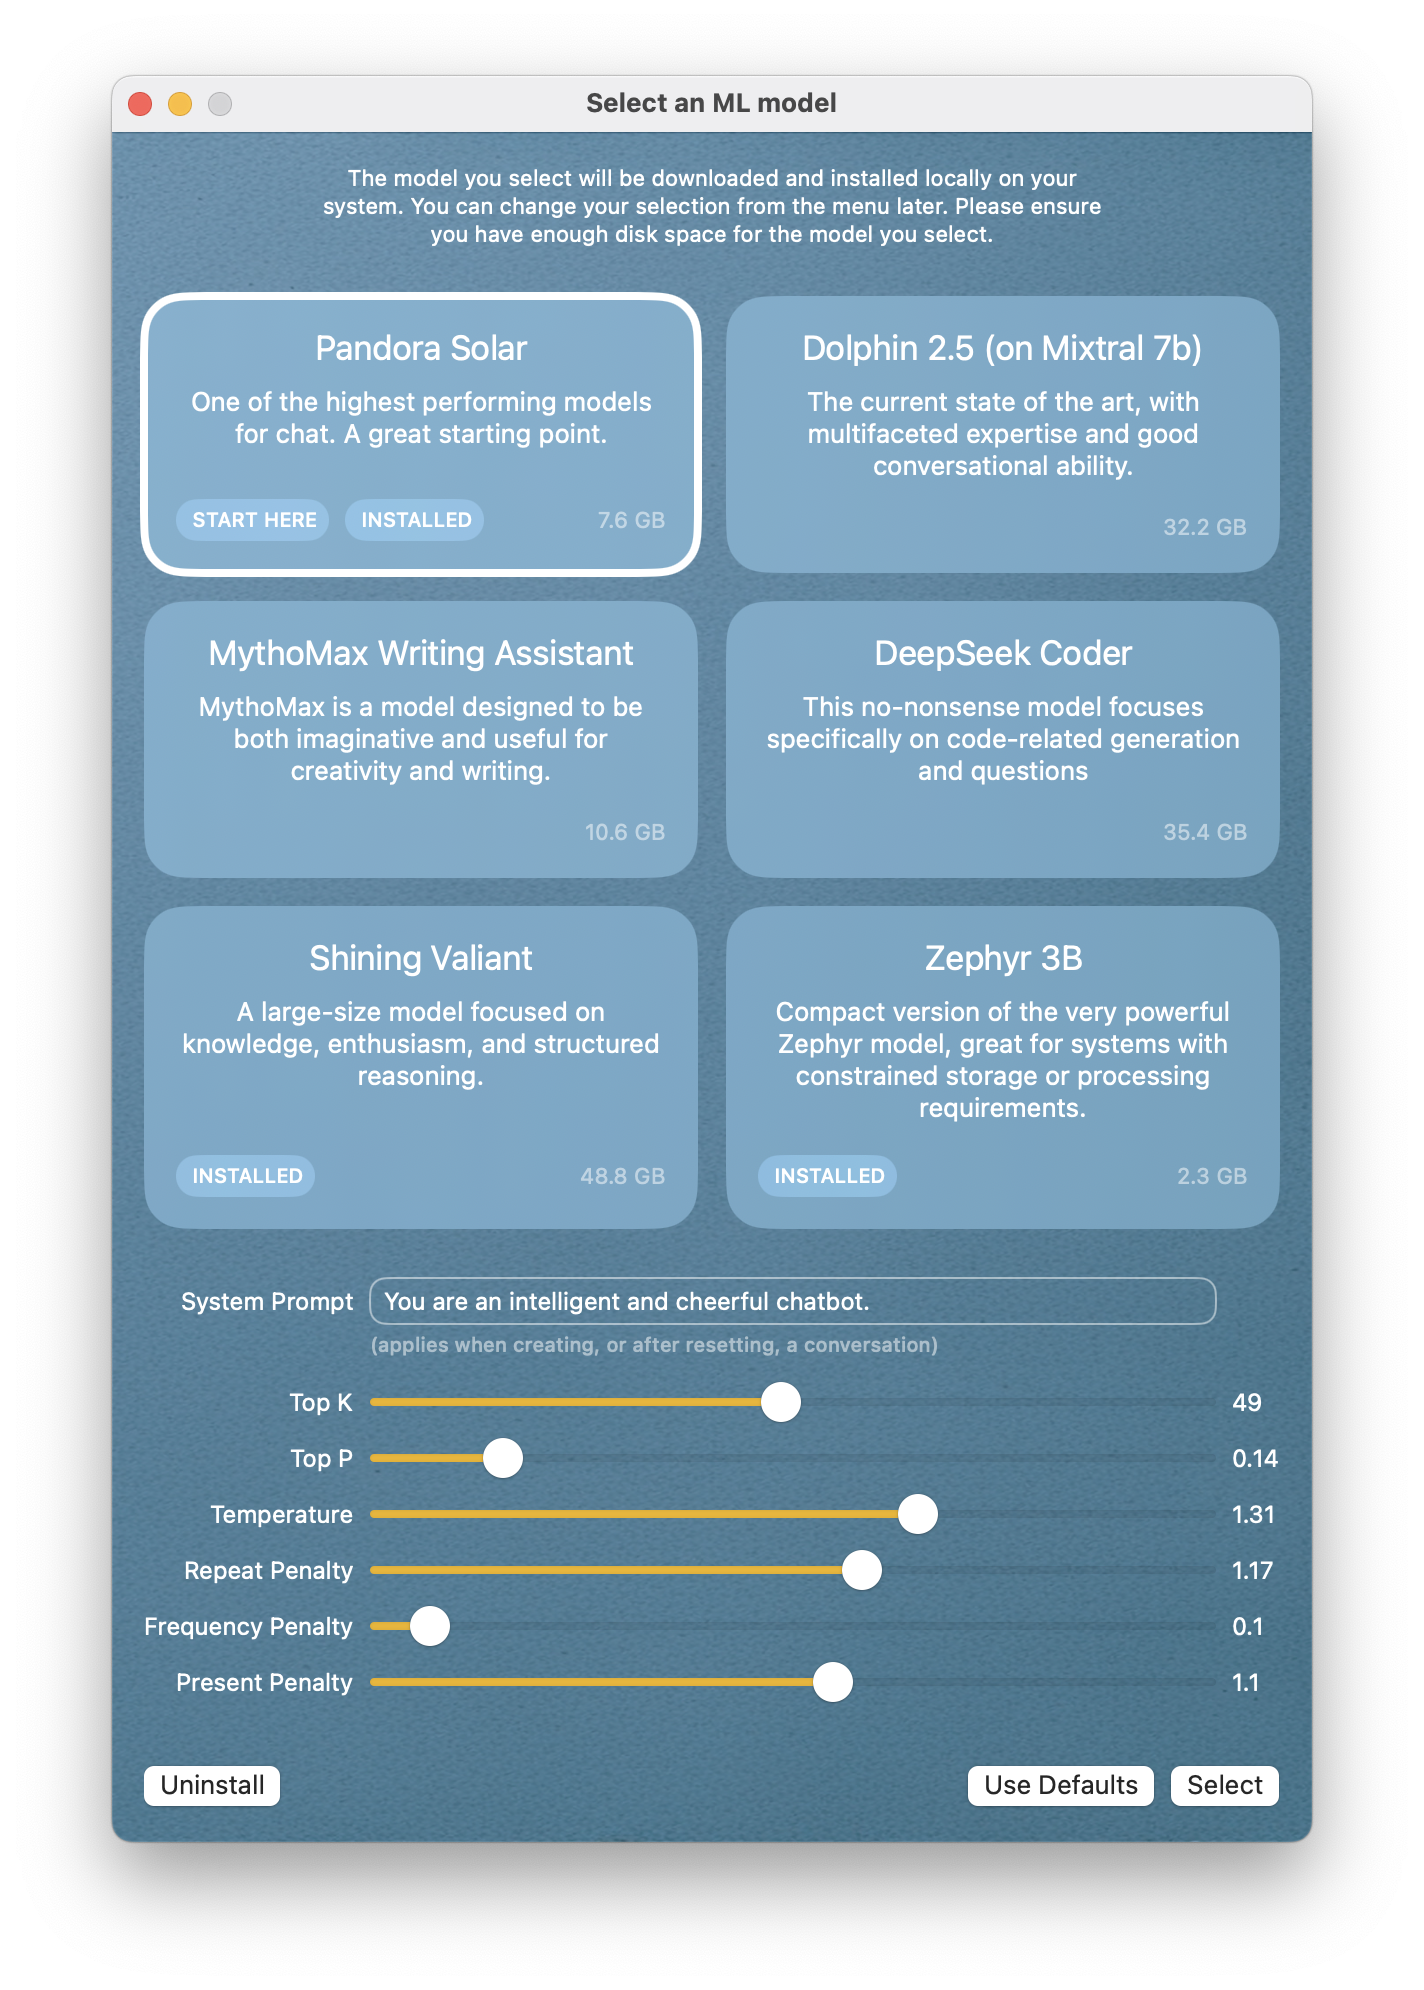 Select an ML model
The model you select will be downloaded and installed locally on your
system. You can change your selection from the menu later. Please ensure
you have enough disk space for the model you select.
Pandora Solar
One of the highest performing models
for chat. A great starting point.
START HERE INSTALLED 7.6 GB
Dolphin 2.5 (on Mixtral 7b)
The current state of the art, with
multifaceted expertise and good
conversational ability.
32.2 GB
MythoMax Writing Assistant
MythoMax is a model designed to be
both imaginative and useful for
creativity and writing.
10.6 GB
DeepSeek Coder
This no-nonsense model focuses
specifically on code-related generation
and questions
35.4 GB
Shining Valiant
A large-size model focused on
knowledge, enthusiasm, and structured
reasoning.
INSTALLED 48.8 GB
Zephyr 3B
Compact version of the very powerful
Zephyr model, great for systems with
constrained storage or processing
requirements.
INSTALLED 2.3 GB
System Prompt You are an intelligent and cheerful chatbot.
(applies when creating, or after resetting, a conversation)
Top K 49
Top P 0.14
Temperature 1.31
Repeat Penalty 1.17
Frequency Penalty 0.1
Present Penalty 1.1
Uninstall Use Defaults Select